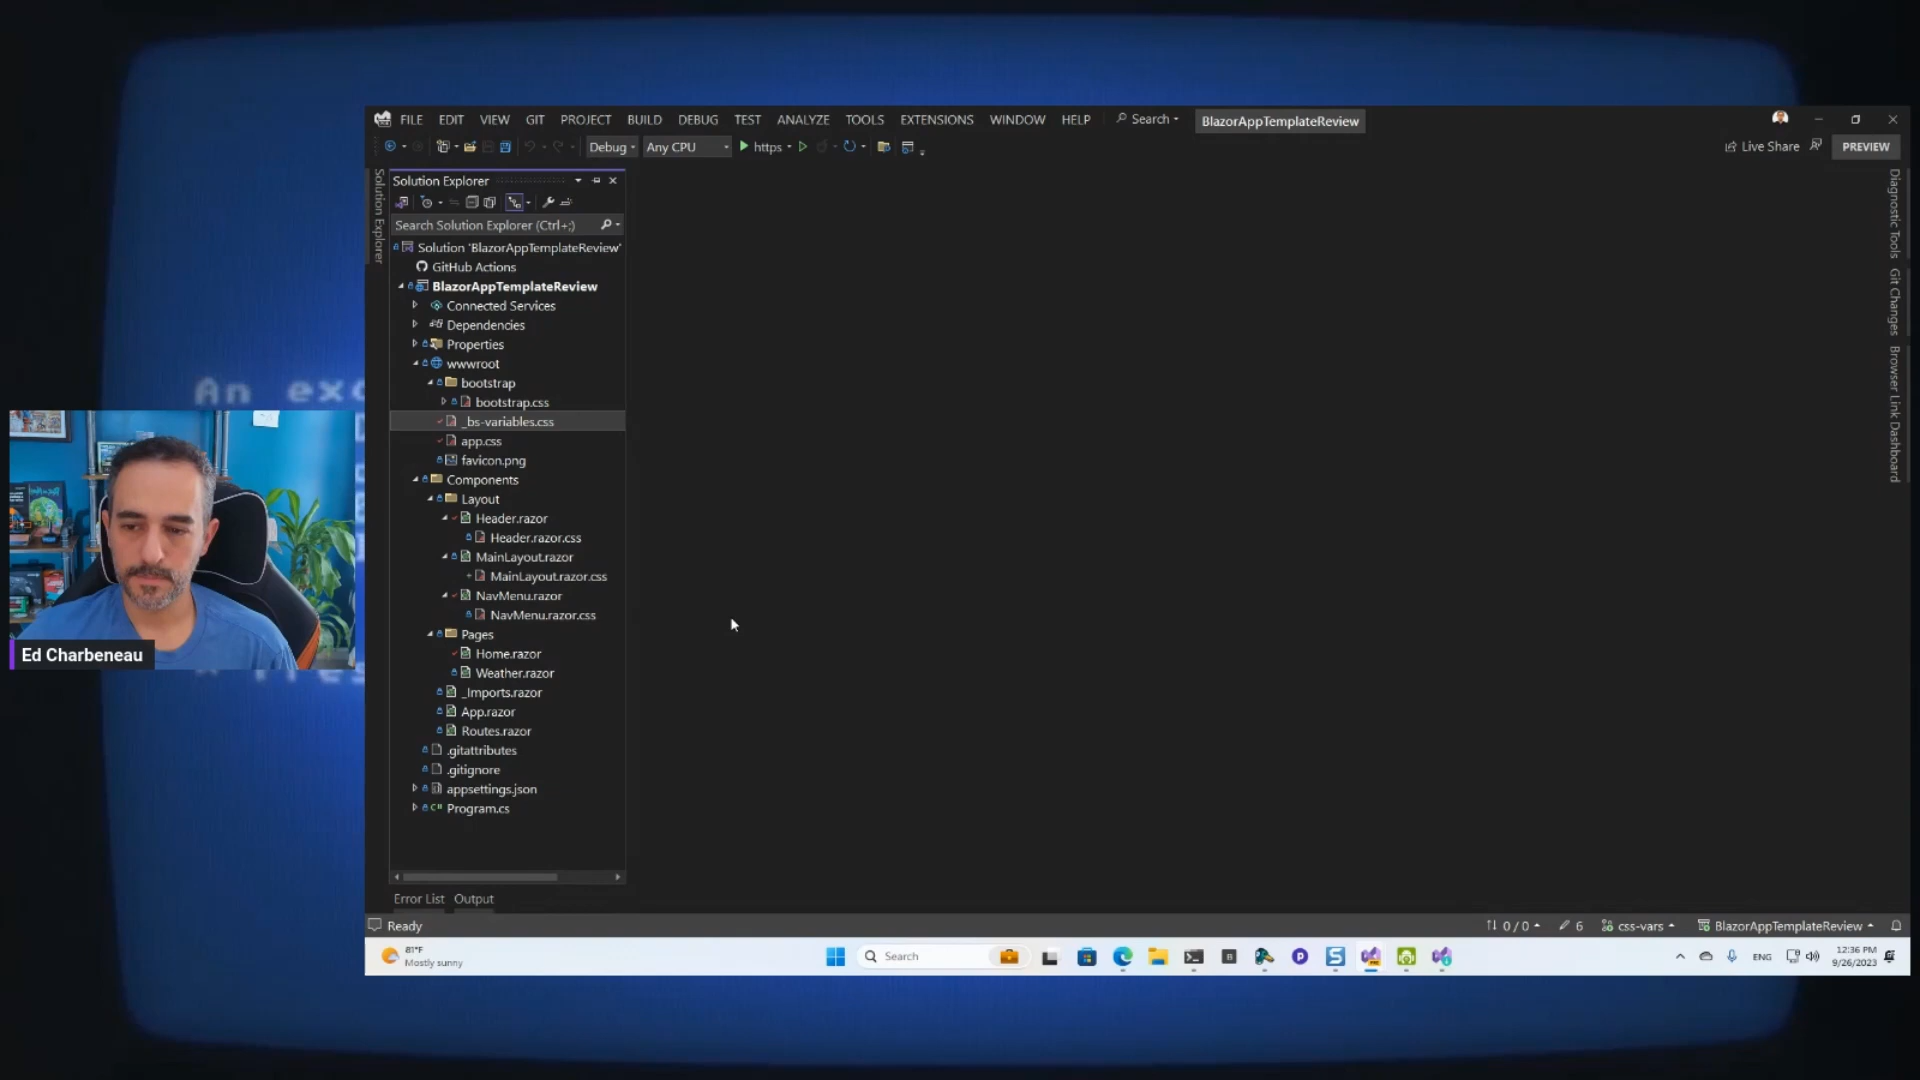 FILE EDIT VIEW GIT PROJECT BUILD DEBUG TEST ANALYZE TOOLS EXTENSIONS WINDOW HELP Search BlazorAppTemplateReview
Debug Any CPU https Live Share PREVIEW
Solution Explorer
Solution Explorer
Search Solution Explorer (Ctrl+;)
Solution 'BlazorAppTemplateReview'
GitHub Actions
BlazorAppTemplateReview
Connected Services
Dependencies
Properties
wwwroot
bootstrap
bootstrap.css
_bs-variables.css
app.css
favicon.png
Components
Layout
Header.razor
Header.razor.css
MainLayout.razor
MainLayout.razor.css
NavMenu.razor
NavMenu.razor.css
Pages
Home.razor
Weather.razor
_Imports.razor
App.razor
Routes.razor
.gitattributes
.gitignore
appsettings.json
C# Program.cs
Diagnostic Tools
Git Changes
Browser Link Dashboard
An exc
Ed Charbeneau
Error List Output
Ready 0 / 0 6 css-vars BlazorAppTemplateReview
81°F
Mostly sunny
Search
ENG
12:36 PM
9/26/2023